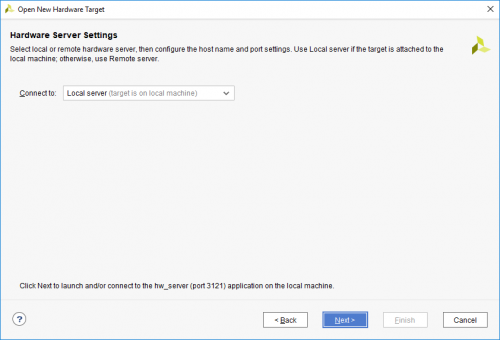 Open New Hardware Target
Hardware Server Settings
Select local or remote hardware server, then configure the host name and port settings. Use Local server if the target is attached to the
local machine; otherwise, use Remote server.
Connect to: Local server (target is on local machine)
Click Next to launch and/or connect to the hw_server (port 3121) application on the local machine.
? < Back Next > Finish Cancel